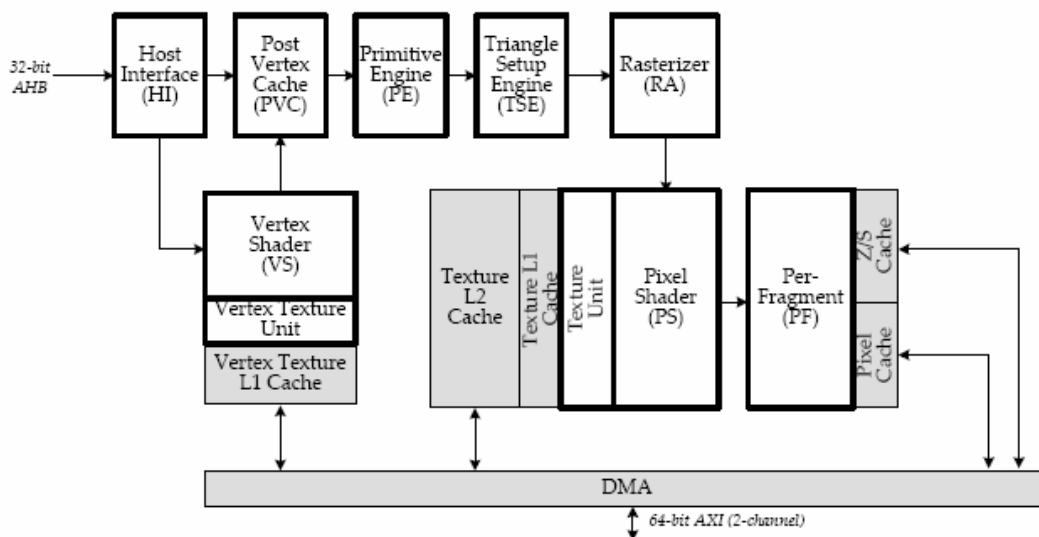 32-bit
AHB
Host
Interface
(HI)
Post
Vertex
Cache
(PVC)
Primitive
Engine
(PE)
Triangle
Setup
Engine
(TSE)
Rasterizer
(RA)
Vertex
Shader
(VS)
Vertex Texture
Unit
Vertex Texture
L1 Cache
Texture
L2
Cache
Texture L1
Cache
Texture
Unit
Pixel
Shader
(PS)
Per-
Fragment
(PF)
Z/S
Cache
Pixel
Cache
DMA
64-bit AXI (2-channel)